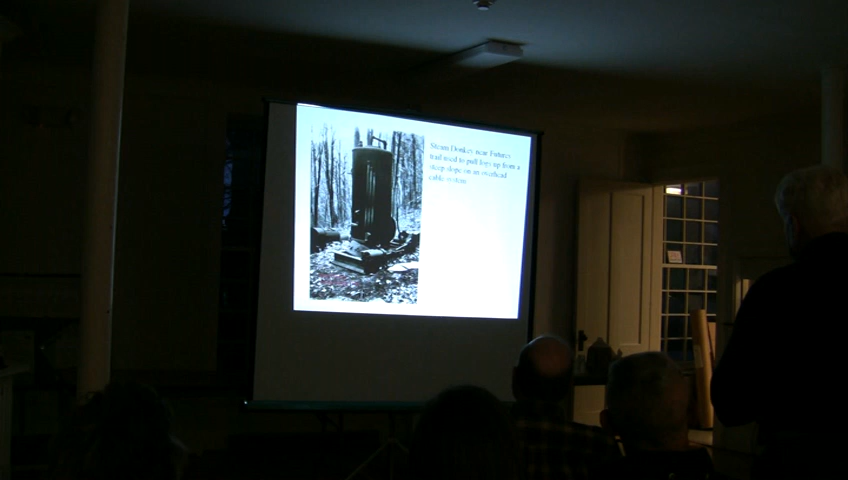 Steam Donkey near Futures
trail used to pull logs up from a
steep slope on an overhead
cable system.